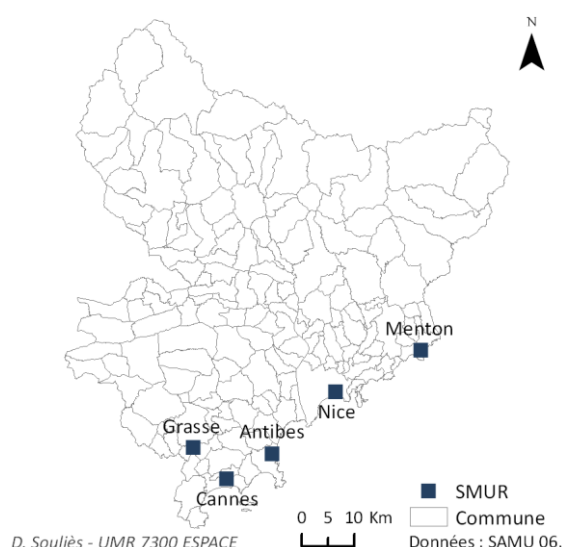 N
Menton
Nice
Grasse
Antibes
Cannes
SMUR
0 5 10 Km
Commune
D. Souliès - UMR 7300 ESPACE
Données : SAMU 06.